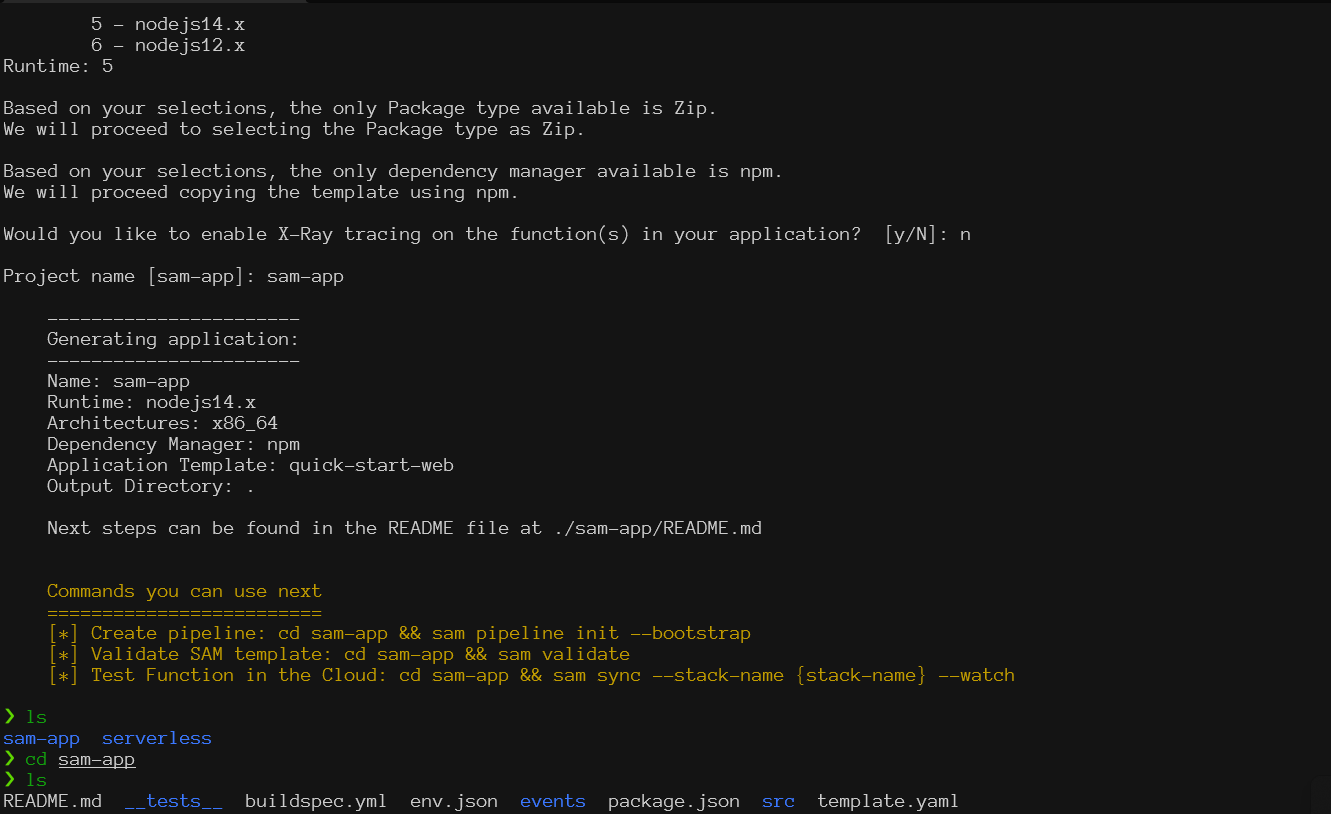 5 - nodejs14.x
6 - nodejs12.x
Runtime: 5
Based on your selections, the only Package type available is Zip.
We will proceed to selecting the Package type as Zip.
Based on your selections, the only dependency manager available is npm.
We will proceed copying the template using npm.
Would you like to enable X-Ray tracing on the function(s) in your application?  [y/N]: n
Project name [sam-app]: sam-app
-----------------------
Generating application:
-----------------------
Name: sam-app
Runtime: nodejs14.x
Architectures: x86_64
Dependency Manager: npm
Application Template: quick-start-web
Output Directory: .
Next steps can be found in the README file at ./sam-app/README.md
Commands you can use next
=========================
[*] Create pipeline: cd sam-app && sam pipeline init --bootstrap
[*] Validate SAM template: cd sam-app && sam validate
[*] Test Function in the Cloud: cd sam-app && sam sync --stack-name {stack-name} --watch
❯ ls
sam-app  serverless
❯ cd sam-app
❯ ls
README.md  __tests__  buildspec.yml  env.json  events  package.json  src  template.yaml